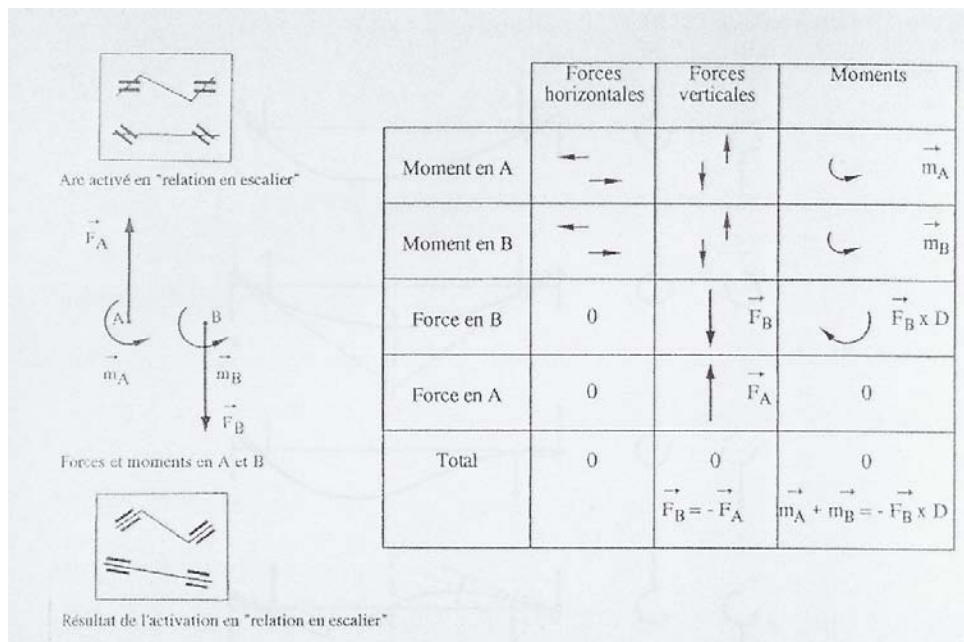 Arc activé en "relation en escalier"
F_A
A
B
m_A
m_B
F_B
Forces et moments en A et B
Résultat de l'activation en "relation en escalier"
Forces horizontales
Forces verticales
Moments
Moment en A
m_A
Moment en B
m_B
Force en B
0
F_B
F_B x D
Force en A
0
F_A
0
Total
0
0
0
F_B = - F_A
m_A + m_B = - F_B x D